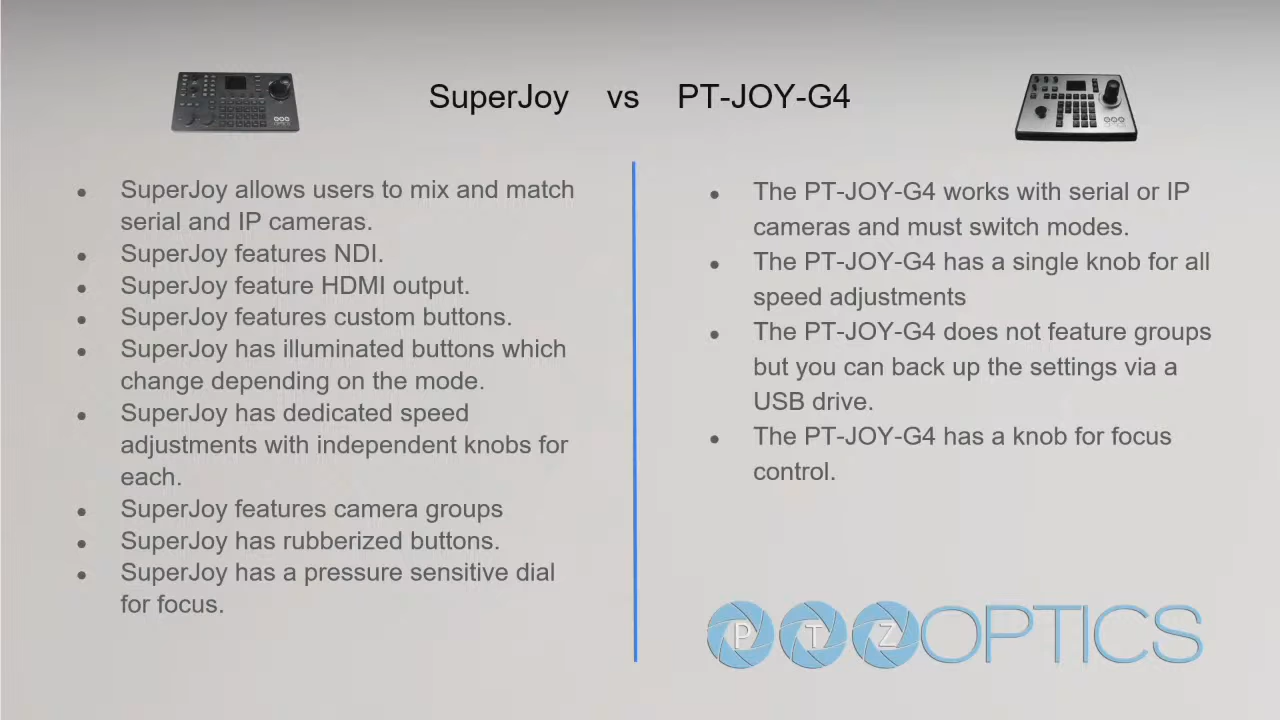 SuperJoy vs PT-JOY-G4
SuperJoy allows users to mix and match
serial and IP cameras.
SuperJoy features NDI.
SuperJoy feature HDMI output.
SuperJoy features custom buttons.
SuperJoy has illuminated buttons which
change depending on the mode.
SuperJoy has dedicated speed
adjustments with independent knobs for
each.
SuperJoy features camera groups
SuperJoy has rubberized buttons.
SuperJoy has a pressure sensitive dial
for focus.
The PT-JOY-G4 works with serial or IP
cameras and must switch modes.
The PT-JOY-G4 has a single knob for all
speed adjustments
The PT-JOY-G4 does not feature groups
but you can back up the settings via a
USB drive.
The PT-JOY-G4 has a knob for focus
control.
PTZOPTICS